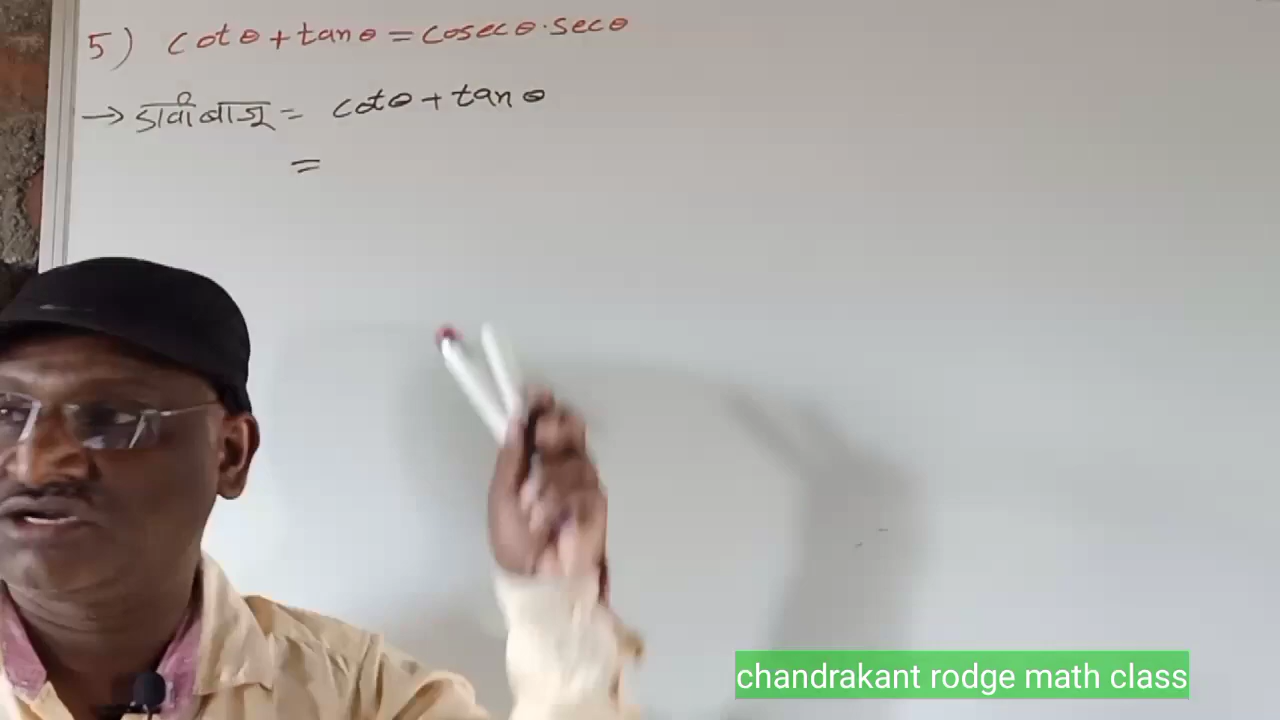 5) cotθ + tanθ = cosecθ·secθ
→ डावी बाजू = cotθ + tanθ
=
chandrakant rodge math class